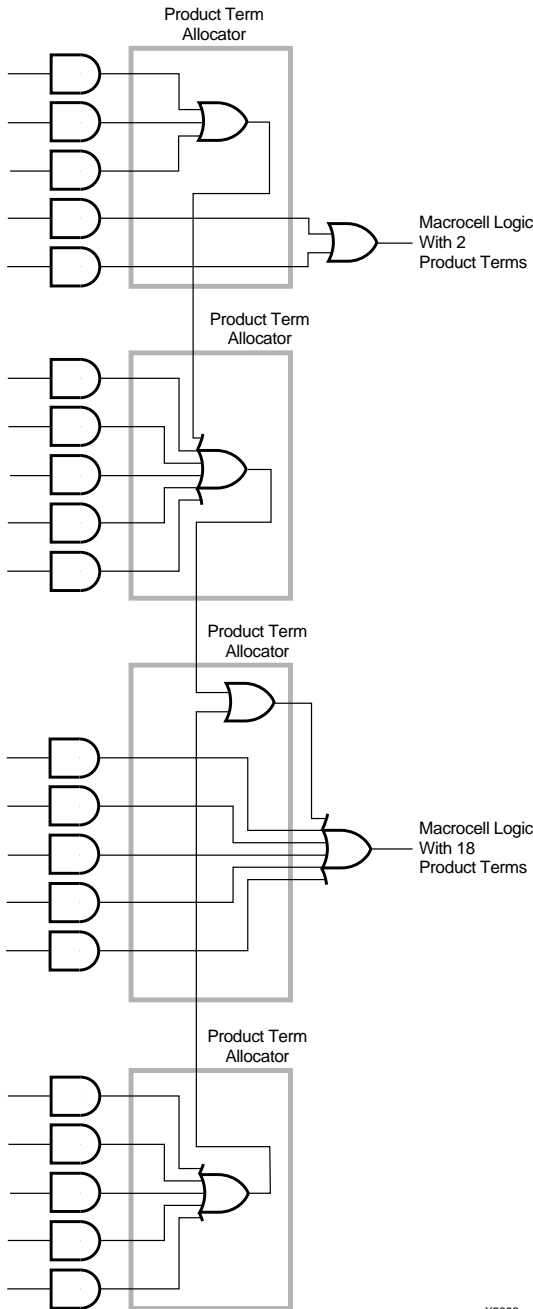 Product Term
Allocator
Macrocell Logic
With 2
Product Terms
Product Term
Allocator
Product Term
Allocator
Macrocell Logic
With 18
Product Terms
Product Term
Allocator